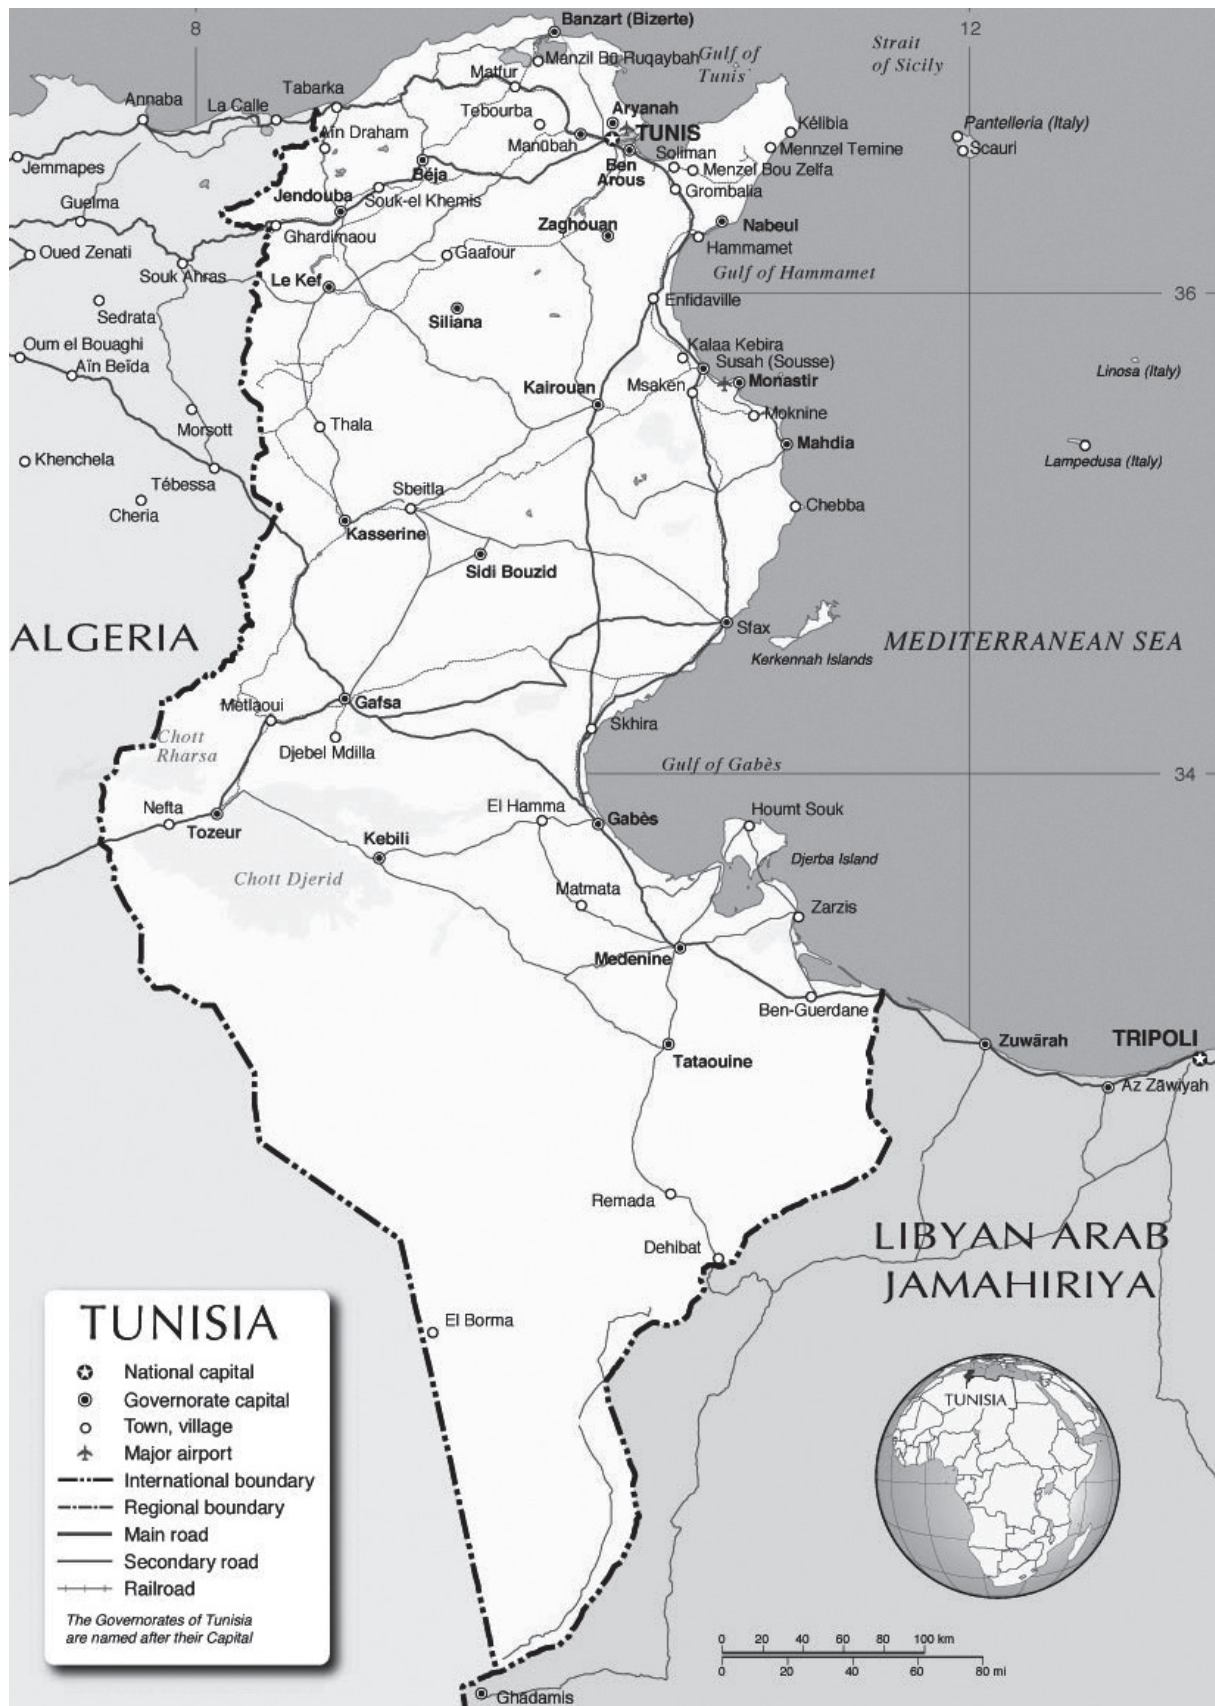 8
12
Banzart (Bizerte)
Manzil Bū Ruqaybah
Gulf of
Tunis
Strait
of Sicily
Matfur
Tabarka
Annaba
La Calle
Tebourba
Aryanah
Kélibia
Pantelleria (Italy)
Aïn Draham
TUNIS
Manūbah
Mennzel Temine
Scauri
Jemmapes
Béja
Ben
Arous
Soliman
Menzel Bou Zelfa
Jendouba
Souk-el Khemis
Grombalia
Guelma
Ghardimaou
Zaghouan
Nabeul
Oued Zenati
Hammamet
Souk Ahras
Gaafour
Le Kef
Gulf of Hammamet
36
Sedrata
Siliana
Enfidaville
Oum el Bouaghi
Aïn Beïda
Kalaa Kebira
Susah (Sousse)
Linosa (Italy)
Kairouan
Msaken
Monastir
Morsott
Thala
Moknine
Khenchela
Mahdia
Lampedusa (Italy)
Tébessa
Sbeitla
Cheria
Chebba
Kasserine
Sidi Bouzid
ALGERIA
Sfax
MEDITERRANEAN SEA
Kerkennah Islands
Metlaoui
Gafsa
Skhira
Chott
Rharsa
Djebel Mdilla
Gulf of Gabès
34
Nefta
El Hamma
Houmt Souk
Tozeur
Gabès
Kebili
Djerba Island
Chott Djerid
Matmata
Zarzis
Medenine
Ben-Guerdane
Zuwārah
TRIPOLI
Tataouine
Az Zāwiyah
Remada
Dehibat
LIBYAN ARAB
JAMAHIRIYA
El Borma
TUNISIA
National capital
Governorate capital
Town, village
Major airport
International boundary
Regional boundary
Main road
Secondary road
Railroad
The Governorates of Tunisia
are named after their Capital
TUNISIA
0 20 40 60 80 100 km
0 20 40 60 80 mi
Ghadamis